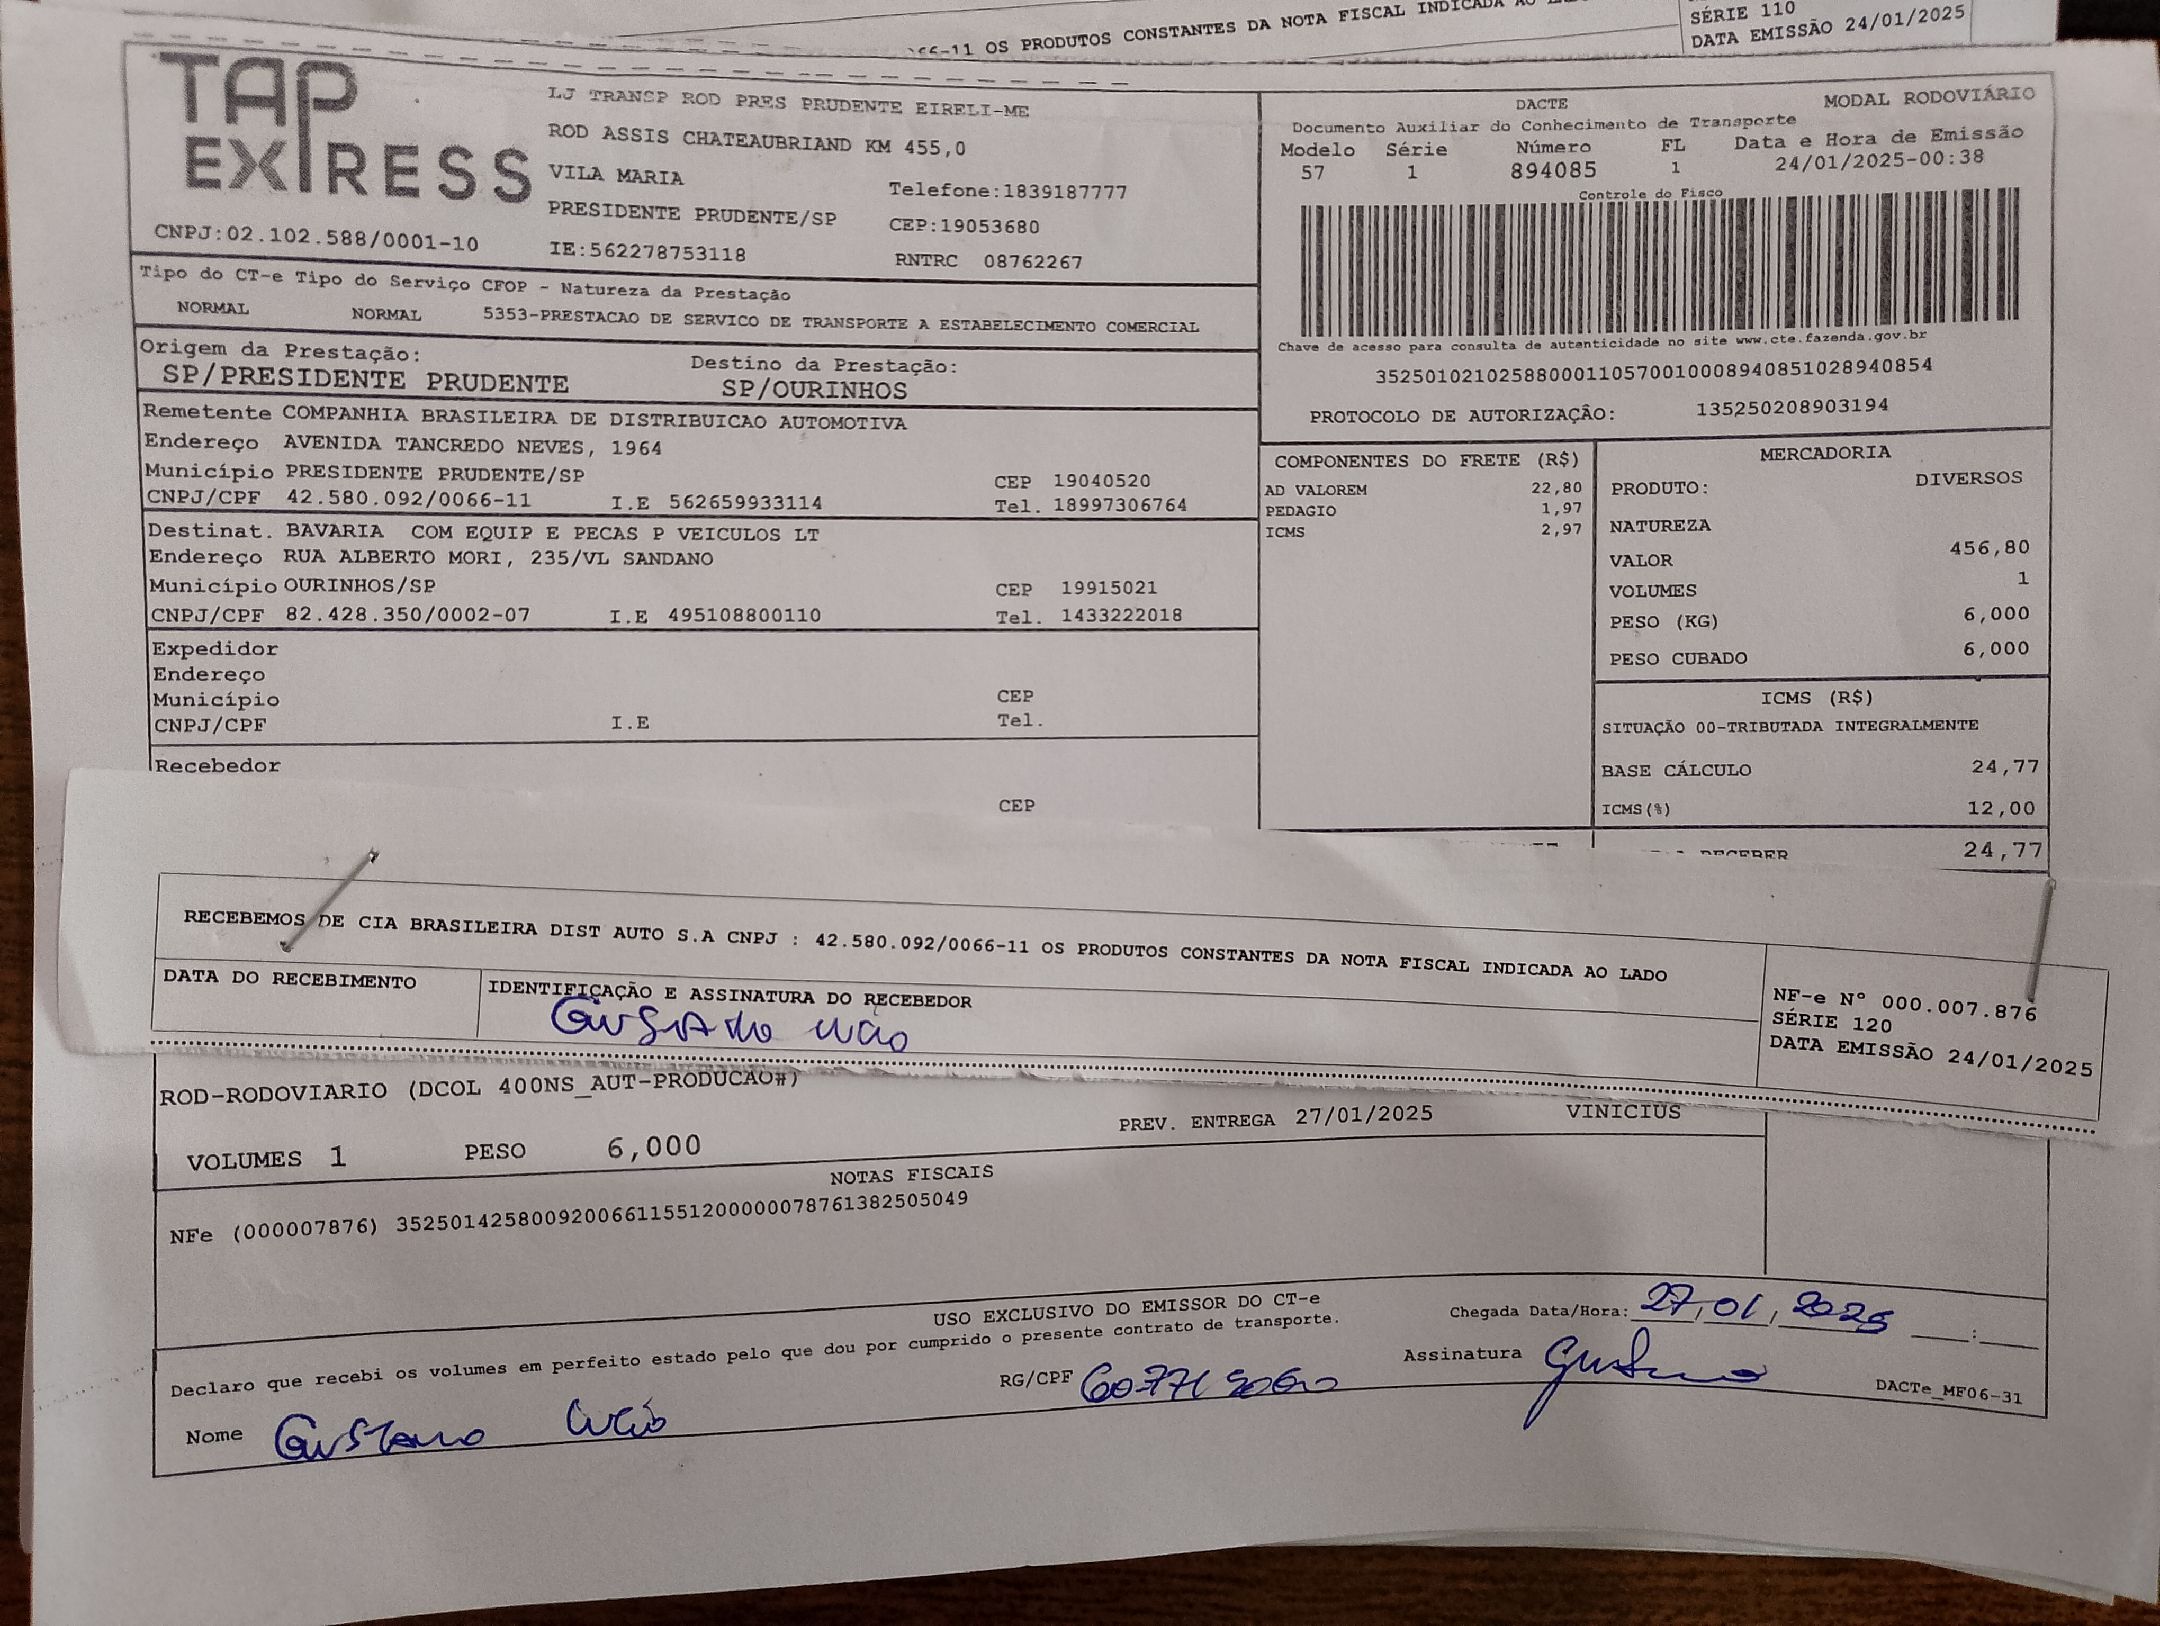 66-11 OS PRODUTOS CONSTANTES DA NOTA FISCAL INDICADA AO
SÉRIE 110
DATA EMISSÃO 24/01/2025
TAP EXPRESS
CNPJ:02.102.588/0001-10
LJ TRANSP ROD PRES PRUDENTE EIRELI-ME
ROD ASSIS CHATEAUBRIAND KM 455,0
VILA MARIA Telefone:1839187777
PRESIDENTE PRUDENTE/SP CEP:19053680
IE:562278753118 RNTRC 08762267
DACTE MODAL RODOVIÁRIO
Documento Auxiliar do Conhecimento de Transporte
Modelo Série Número FL Data e Hora de Emissão
57 1 894085 1 24/01/2025-00:38
Controle do Fisco
Chave de acesso para consulta de autenticidade no site www.cte.fazenda.gov.br
35250102102588000110570010008940851028940854
PROTOCOLO DE AUTORIZAÇÃO: 135250208903194
Tipo do CT-e Tipo do Serviço CFOP - Natureza da Prestação
NORMAL NORMAL 5353-PRESTACAO DE SERVICO DE TRANSPORTE A ESTABELECIMENTO COMERCIAL
Origem da Prestação: Destino da Prestação:
SP/PRESIDENTE PRUDENTE SP/OURINHOS
Remetente COMPANHIA BRASILEIRA DE DISTRIBUICAO AUTOMOTIVA
Endereço AVENIDA TANCREDO NEVES, 1964
Município PRESIDENTE PRUDENTE/SP CEP 19040520
CNPJ/CPF 42.580.092/0066-11 I.E 562659933114 Tel. 18997306764
Destinat. BAVARIA COM EQUIP E PECAS P VEICULOS LT
Endereço RUA ALBERTO MORI, 235/VL SANDANO
Município OURINHOS/SP CEP 19915021
CNPJ/CPF 82.428.350/0002-07 I.E 495108800110 Tel. 1433222018
Expedidor
Endereço
Município CEP
CNPJ/CPF I.E Tel.
Recebedor
CEP
COMPONENTES DO FRETE (R$)
AD VALOREM 22,80
PEDAGIO 1,97
ICMS 2,97
MERCADORIA
PRODUTO: DIVERSOS
NATUREZA
VALOR 456,80
VOLUMES 1
PESO (KG) 6,000
PESO CUBADO 6,000
ICMS (R$)
SITUAÇÃO 00-TRIBUTADA INTEGRALMENTE
BASE CÁLCULO 24,77
ICMS(%) 12,00
RECEBER 24,77
RECEBEMOS DE CIA BRASILEIRA DIST AUTO S.A CNPJ : 42.580.092/0066-11 OS PRODUTOS CONSTANTES DA NOTA FISCAL INDICADA AO LADO
DATA DO RECEBIMENTO IDENTIFICAÇÃO E ASSINATURA DO RECEBEDOR
Gustavo Lucio
NF-e Nº 000.007.876
SÉRIE 120
DATA EMISSÃO 24/01/2025
ROD-RODOVIARIO (DCOL 400NS_AUT-PRODUCAO#)
PREV. ENTREGA 27/01/2025 VINICIUS
VOLUMES 1 PESO 6,000
NOTAS FISCAIS
NFe (000007876) 35250142580092006611551200000078761382505049
USO EXCLUSIVO DO EMISSOR DO CT-e
Declaro que recebi os volumes em perfeito estado pelo que dou por cumprido o presente contrato de transporte.
Chegada Data/Hora: 27/01/2025 :
Nome Gustavo Lucio RG/CPF Assinatura Gustavo
DACTe_MF06-31